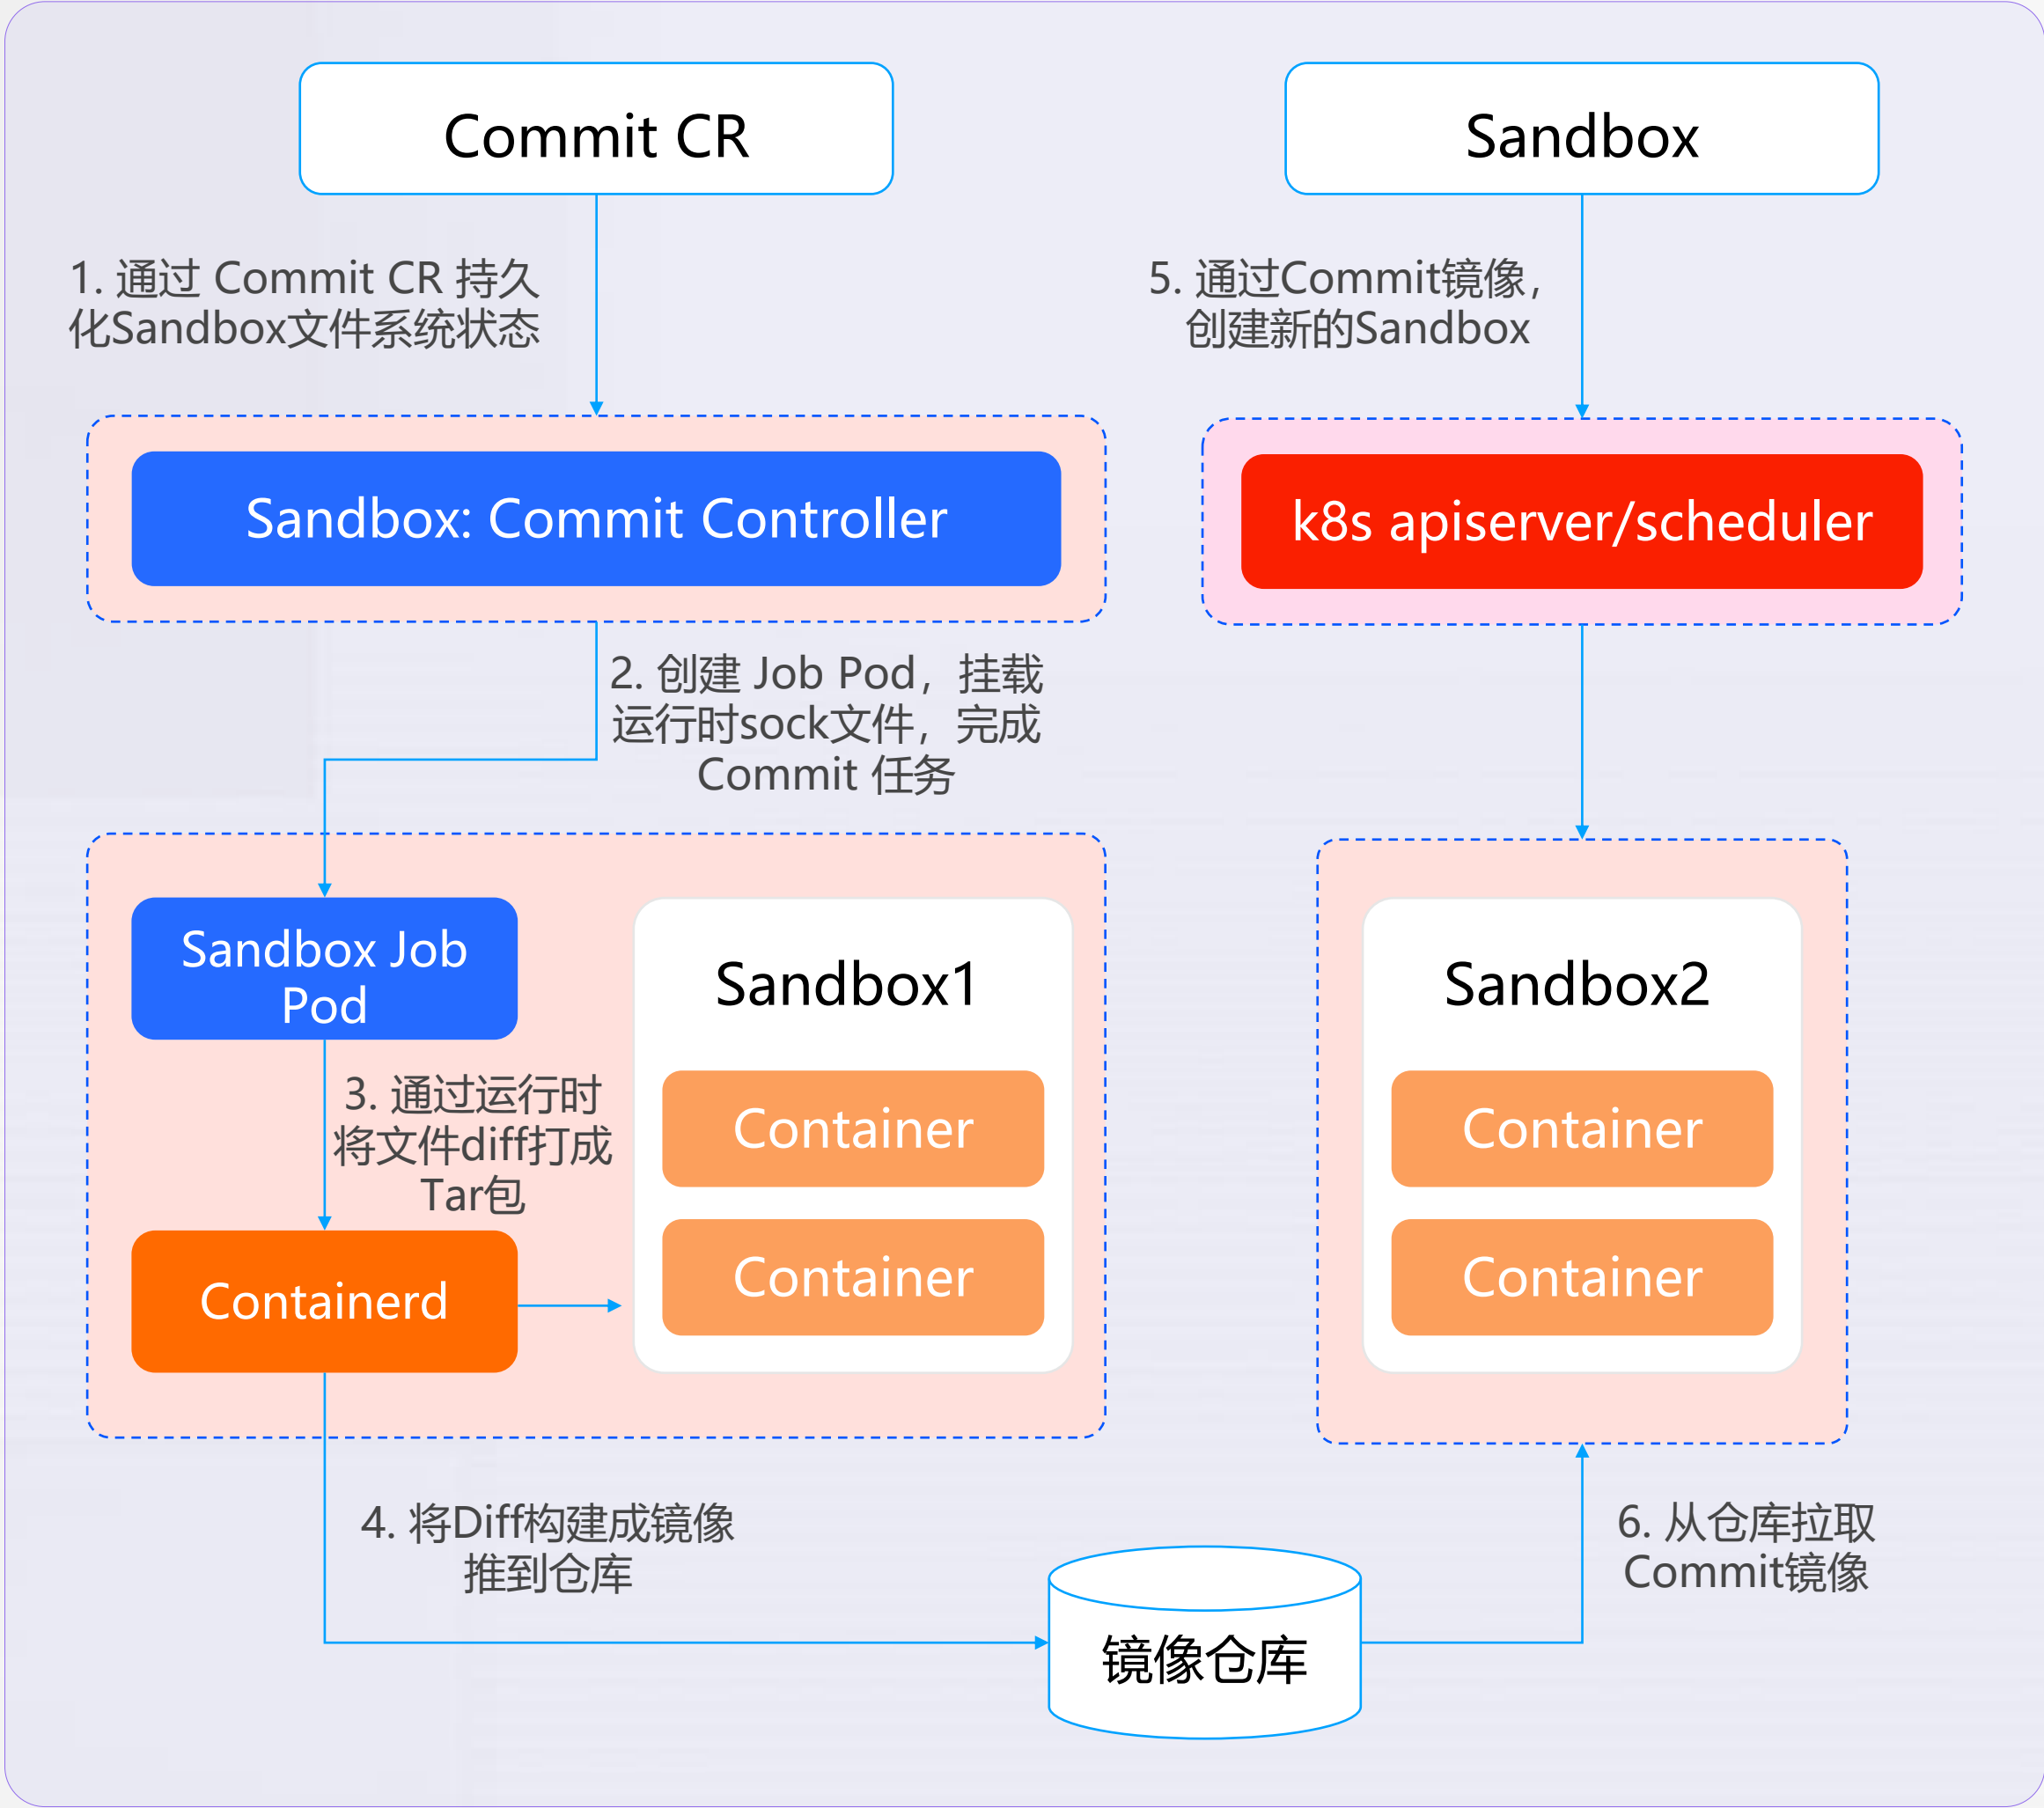 Commit CR
Sandbox
1. 通过 Commit CR 持久
化Sandbox文件系统状态
5. 通过Commit镜像，
创建新的Sandbox
Sandbox: Commit Controller
k8s apiserver/scheduler
2. 创建 Job Pod，挂载
运行时sock文件，完成
Commit 任务
Sandbox Job
Pod
Sandbox1
Sandbox2
3. 通过运行时
将文件diff打成
Tar包
Container
Container
Containerd
Container
Container
4. 将Diff构建成镜像
推到仓库
6. 从仓库拉取
Commit镜像
镜像仓库